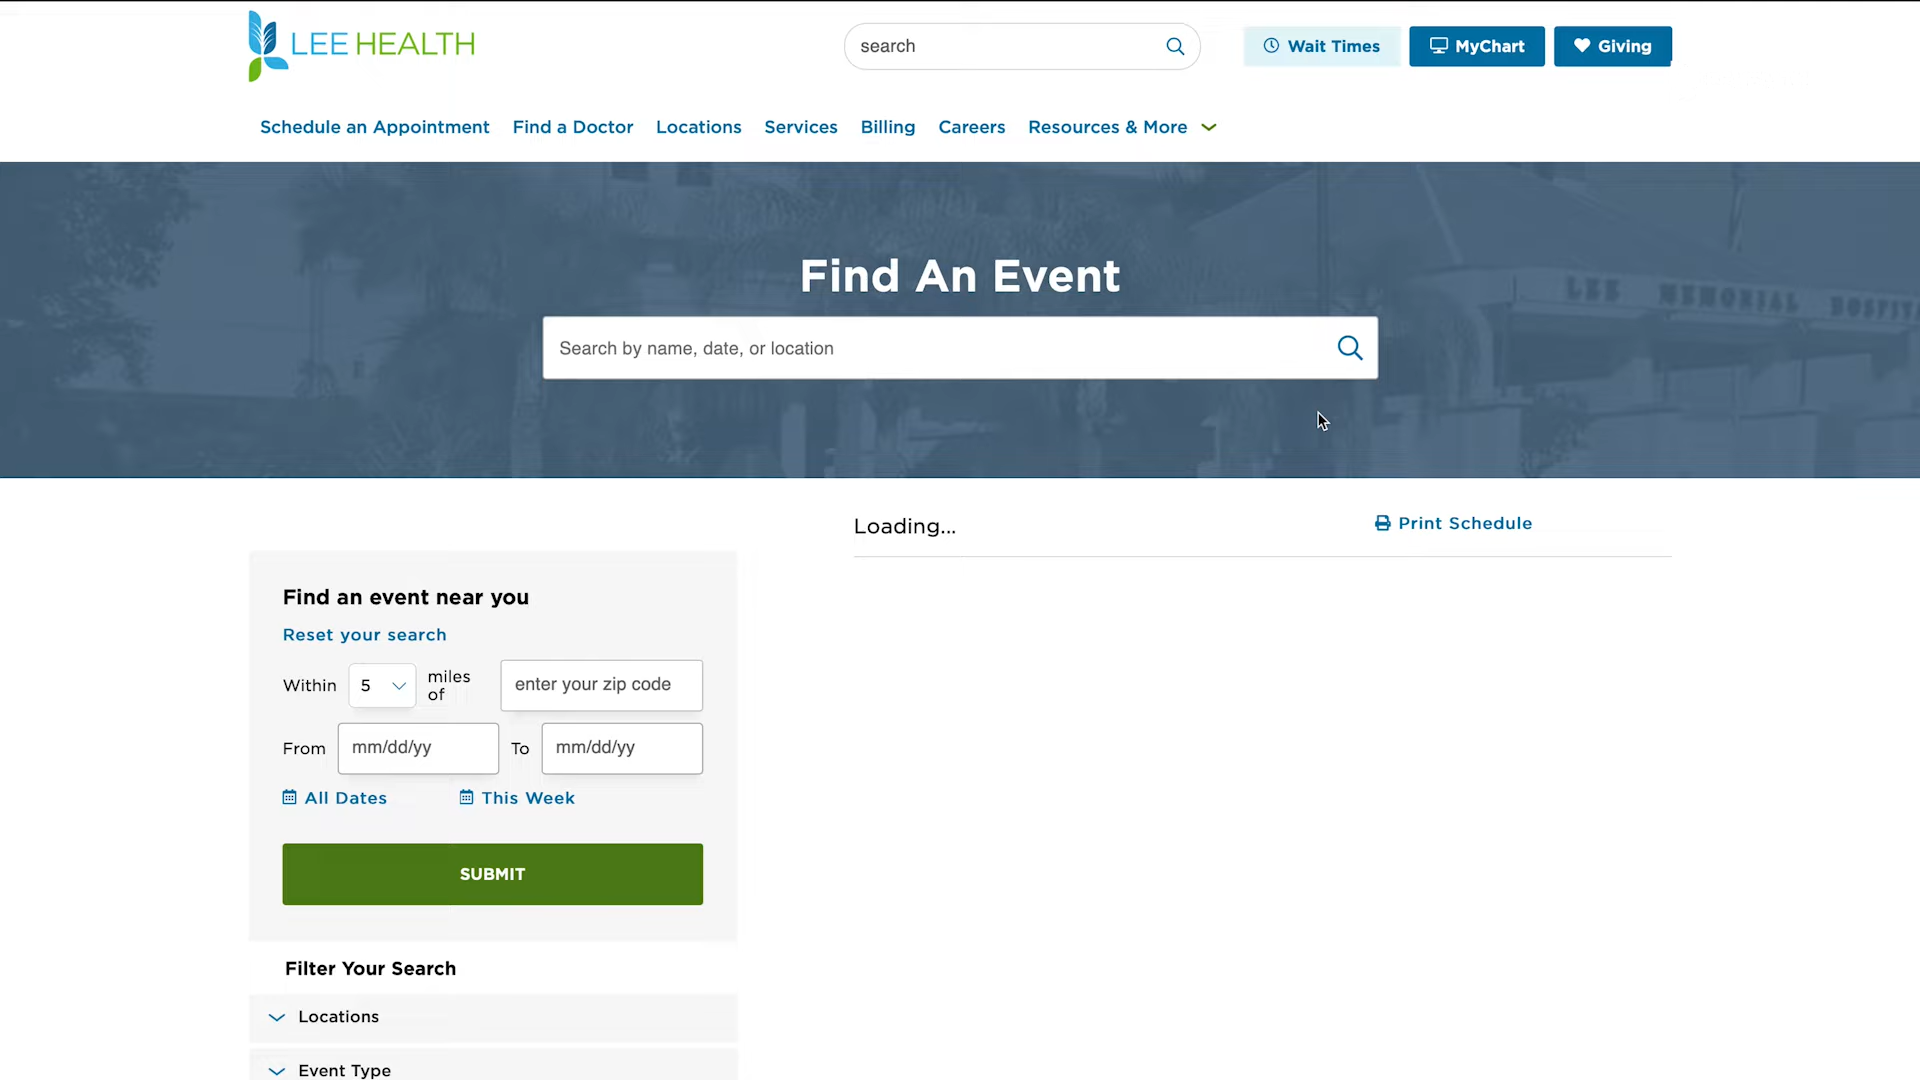 LEE HEALTH
search
Wait Times
MyChart
Giving
Schedule an Appointment
Find a Doctor
Locations
Services
Billing
Careers
Resources & More
LEE MEMORIAL HOSPIT
Find An Event
Search by name, date, or location
Loading...
Print Schedule
Find an event near you
Reset your search
Within 5 miles of enter your zip code
From mm/dd/yy To mm/dd/yy
All Dates
This Week
SUBMIT
Filter Your Search
Locations
Event Type